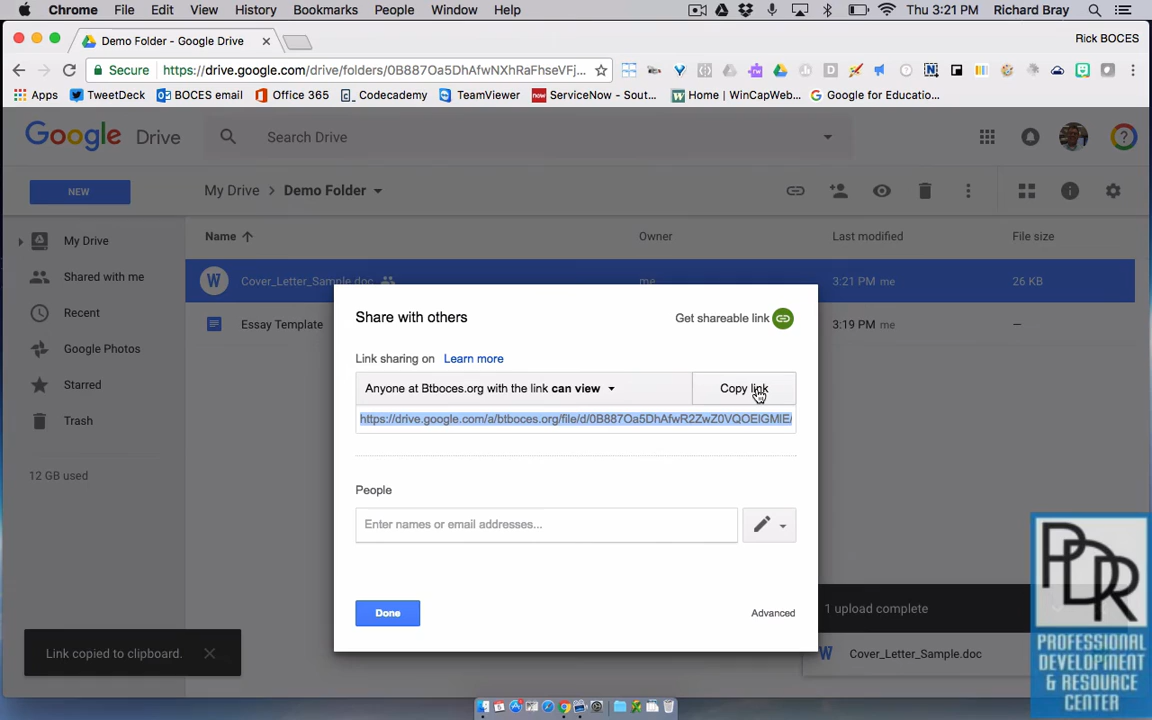 Chrome File Edit View History Bookmarks People Window Help Thu 3:21 PM Richard Bray
Demo Folder - Google Drive Rick BOCES
Secure https://drive.google.com/drive/folders/0B887Oa5DhAfwNXhRaFhseVFj...
Apps TweetDeck BOCES email Office 365 Codecademy TeamViewer now ServiceNow - Sout... Home | WinCapWeb... Google for Educatio...
Google Drive Search Drive
NEW My Drive > Demo Folder
Name Owner Last modified File size
My Drive
Shared with me
Recent
Google Photos
Starred
Trash
12 GB used
W Cover_Letter_Sample.doc me 3:21 PM me 26 KB
Essay Template 3:19 PM me —
Share with others Get shareable link
Link sharing on Learn more
Anyone at Btboces.org with the link can view Copy link
https://drive.google.com/a/btboces.org/file/d/0B887Oa5DhAfwR2ZwZ0VQOElGMlE/
People
Enter names or email addresses...
Done Advanced
Link copied to clipboard.
1 upload complete
W Cover_Letter_Sample.doc
PDR
PROFESSIONAL
DEVELOPMENT
& RESOURCE
CENTER